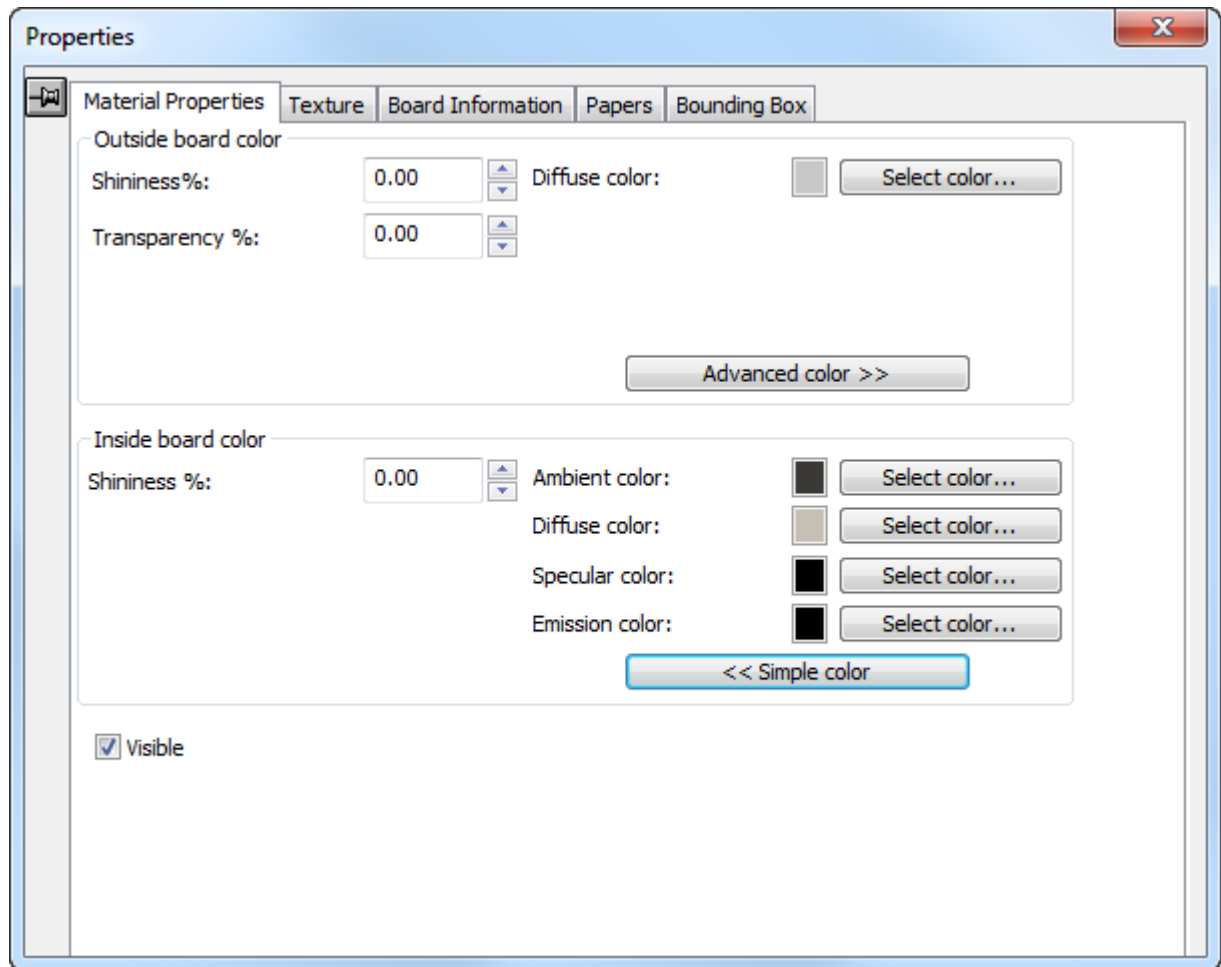 Properties
Material Properties Texture Board Information Papers Bounding Box
Outside board color
Shininess%: 0.00 Diffuse color: Select color...
Transparency %: 0.00
Advanced color >>
Inside board color
Shininess %: 0.00 Ambient color: Select color...
Diffuse color: Select color...
Specular color: Select color...
Emission color: Select color...
<< Simple color
Visible